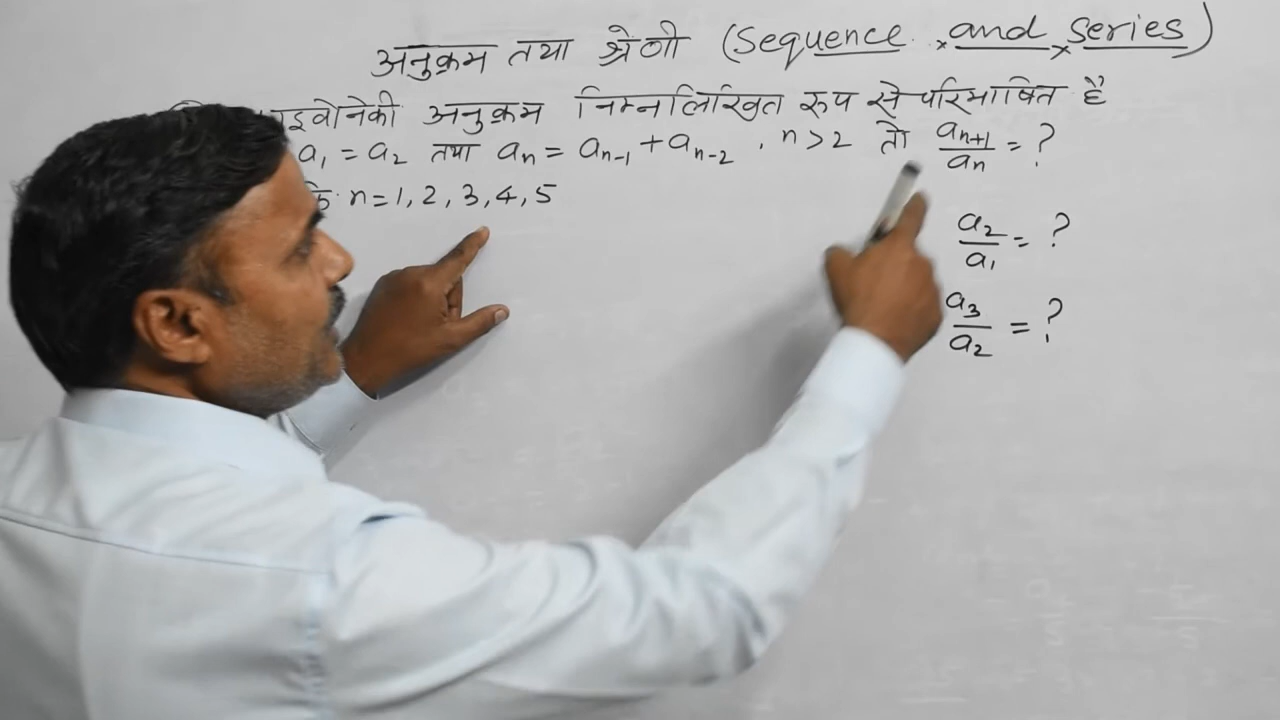 अनुक्रम तथा श्रेणी (Sequence and Series)
अनुक्रम निम्नलिखित रूप से परिभाषित है
a₁ = a₂ तथा aₙ = aₙ₋₁ + aₙ₋₂ , n > 2 तो aₙ₊₁/aₙ = ?
n = 1, 2, 3, 4, 5
a₂/a₁ = ?
a₃/a₂ = ?